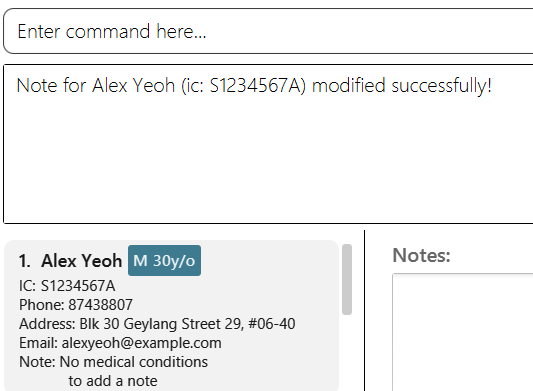 Enter command here...
Note for Alex Yeoh (ic: S1234567A) modified successfully!
1. Alex Yeoh M 30y/o
IC: S1234567A
Phone: 87438807
Address: Blk 30 Geylang Street 29, #06-40
Email: alexyeoh@example.com
Note: No medical conditions
to add a note
Notes: